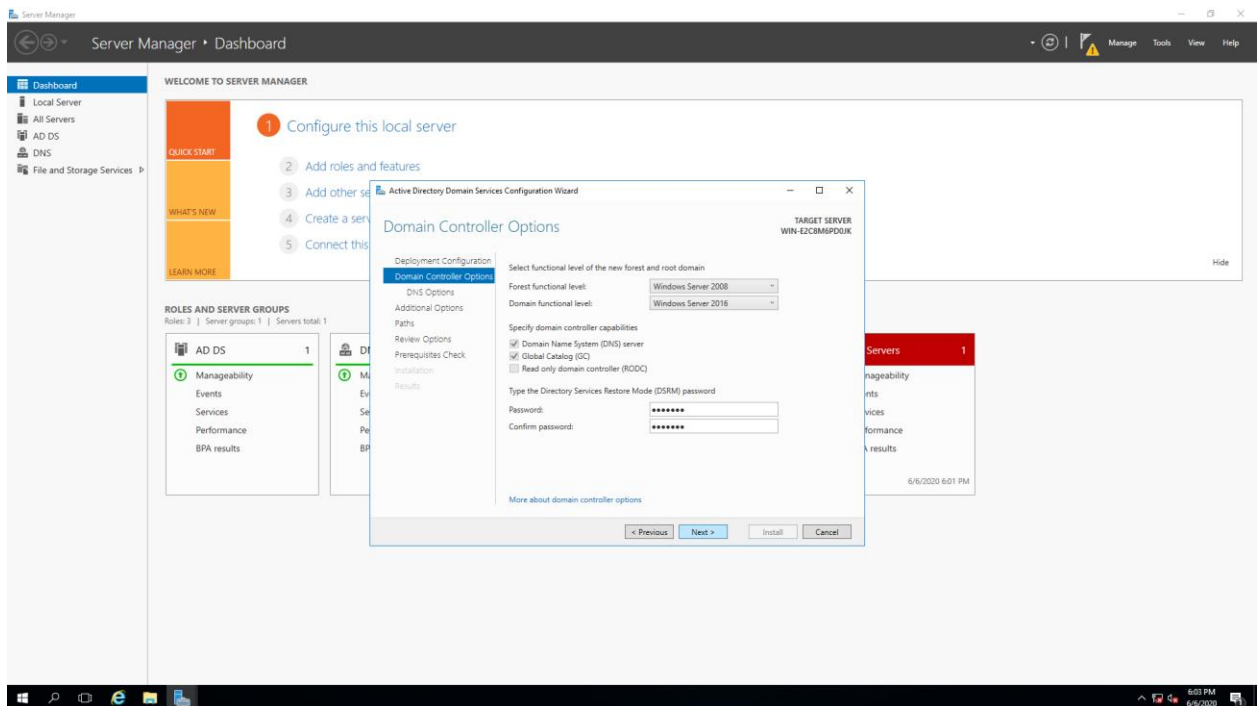 Server Manager
Server Manager • Dashboard
Manage Tools View Help
Dashboard
Local Server
All Servers
AD DS
DNS
File and Storage Services
WELCOME TO SERVER MANAGER
QUICK START
WHAT'S NEW
LEARN MORE
1 Configure this local server
2 Add roles and features
3 Add other se
4 Create a serv
5 Connect this
Hide
ROLES AND SERVER GROUPS
Roles: 3 | Server groups: 1 | Servers total: 1
AD DS 1
Manageability
Events
Services
Performance
BPA results
DN
Ma
Eve
Se
Pe
BP
Active Directory Domain Services Configuration Wizard
Domain Controller Options
TARGET SERVER
WIN-E2C8M6PD0JK
Deployment Configuration
Domain Controller Options
DNS Options
Additional Options
Paths
Review Options
Prerequisites Check
Installation
Results
Select functional level of the new forest and root domain
Forest functional level: Windows Server 2008
Domain functional level: Windows Server 2016
Specify domain controller capabilities
Domain Name System (DNS) server
Global Catalog (GC)
Read only domain controller (RODC)
Type the Directory Services Restore Mode (DSRM) password
Password: •••••••
Confirm password: •••••••
More about domain controller options
< Previous Next > Install Cancel
Servers 1
nageability
nts
vices
formance
results
6/6/2020 6:01 PM
6:03 PM
6/6/2020